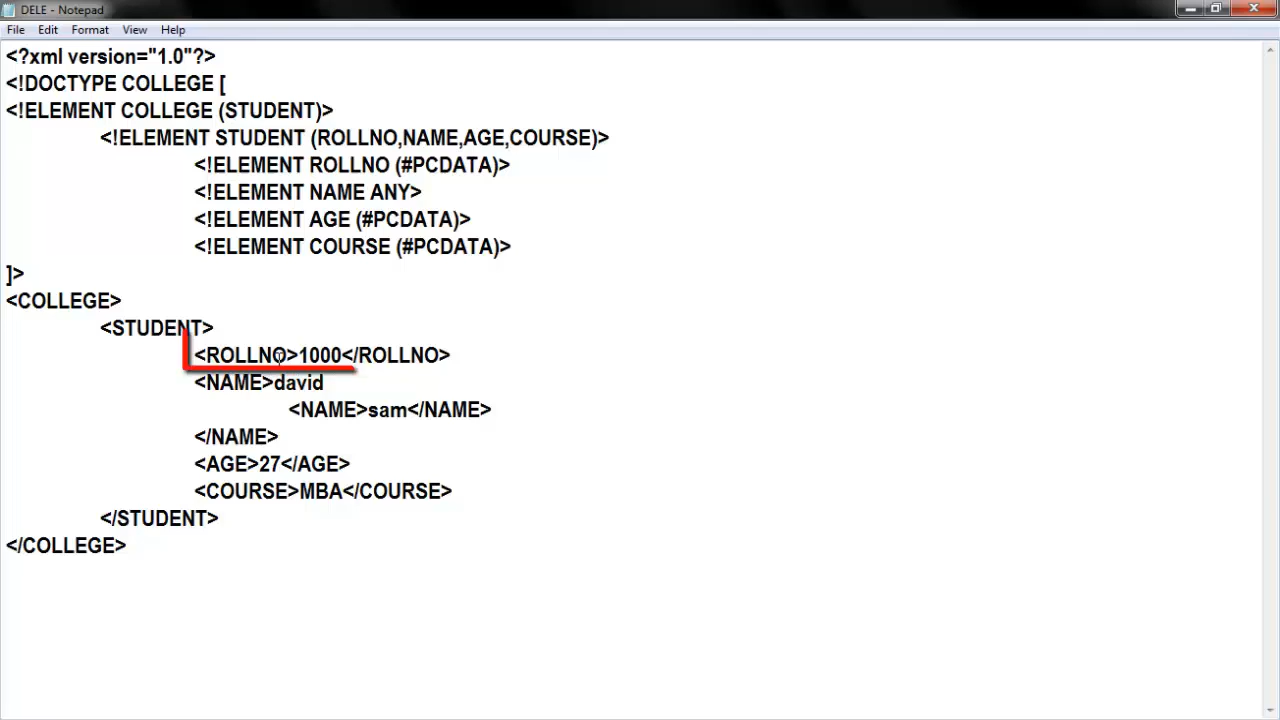 DELE - Notepad
File Edit Format View Help
<?xml version="1.0"?>
<!DOCTYPE COLLEGE [
<!ELEMENT COLLEGE (STUDENT)>
<!ELEMENT STUDENT (ROLLNO,NAME,AGE,COURSE)>
<!ELEMENT ROLLNO (#PCDATA)>
<!ELEMENT NAME ANY>
<!ELEMENT AGE (#PCDATA)>
<!ELEMENT COURSE (#PCDATA)>
]>
<COLLEGE>
<STUDENT>
<ROLLNO>1000</ROLLNO>
<NAME>david
<NAME>sam</NAME>
</NAME>
<AGE>27</AGE>
<COURSE>MBA</COURSE>
</STUDENT>
</COLLEGE>